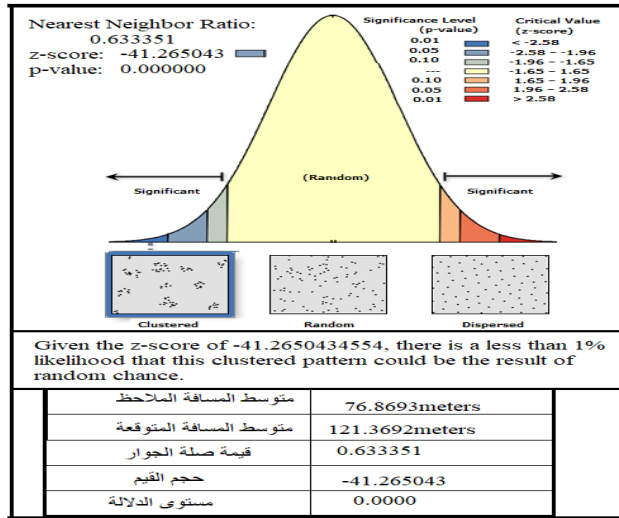 Nearest Neighbor Ratio:
0.633351
z-score: -41.265043
p-value: 0.000000
Significance Level
(p-value)
Critical Value
(z-score)
0.01 < -2.58
0.05 -2.58 – -1.96
0.10 -1.96 – -1.65
--- -1.65 – 1.65
0.10 1.65 – 1.96
0.05 1.96 – 2.58
0.01 > 2.58
Significant
(Random)
Significant
Clustered
Random
Dispersed
Given the z-score of -41.2650434554, there is a less than 1%
likelihood that this clustered pattern could be the result of
random chance.
متوسط المسافة الملاحظ 76.8693meters
متوسط المسافة المتوقعة 121.3692meters
قيمة صلة الجوار 0.633351
حجم القيم -41.265043
مستوى الدلالة 0.0000